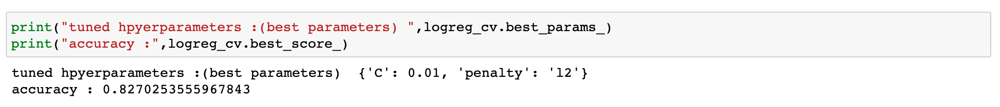 print("tuned hpyerparameters :(best parameters) ",logreg_cv.best_params_)
print("accuracy :",logreg_cv.best_score_)
tuned hpyerparameters :(best parameters)  {'C': 0.01, 'penalty': 'l2'}
accuracy : 0.8270253555967843